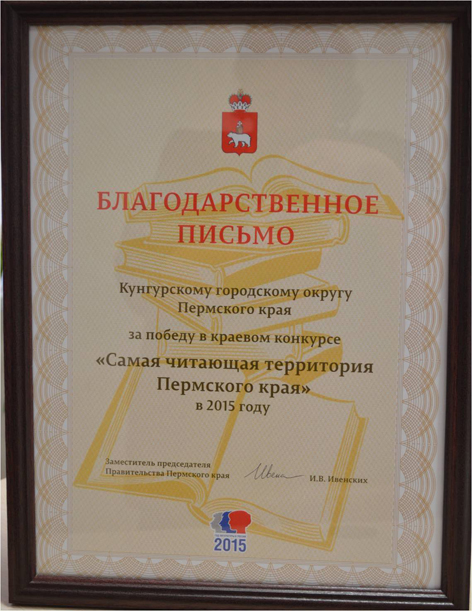 БЛАГОДАРСТВЕННОЕ
ПИСЬМО
Кунгурскому городскому округу
Пермского края
за победу в краевом конкурсе
«Самая читающая территория
Пермского края»
в 2015 году
Заместитель председателя
Правительства Пермского края
И.В. Ивенских
2015